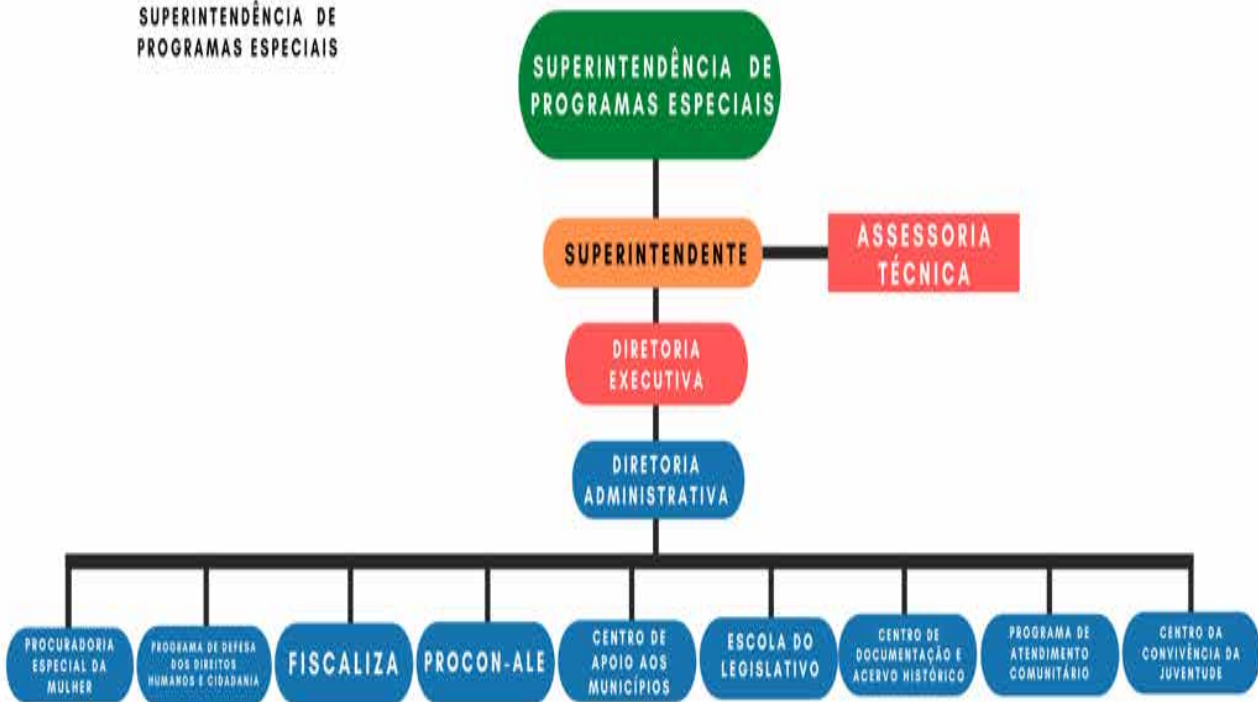 SUPERINTENDÊNCIA DE
PROGRAMAS ESPECIAIS
SUPERINTENDÊNCIA DE
PROGRAMAS ESPECIAIS
SUPERINTENDENTE
ASSESSORIA
TÉCNICA
DIRETORIA
EXECUTIVA
DIRETORIA
ADMINISTRATIVA
PROCURADORIA
ESPECIAL DA
MULHER
PROGRAMA DE DEFESA
DOS DIREITOS
HUMANOS E CIDADANIA
FISCALIZA
PROCON-ALE
CENTRO DE
APOIO AOS
MUNICÍPIOS
ESCOLA DO
LEGISLATIVO
CENTRO DE
DOCUMENTAÇÃO E
ACERVO HISTÓRICO
PROGRAMA DE
ATENDIMENTO
COMUNITÁRIO
CENTRO DA
CONVIVÊNCIA DA
JUVENTUDE